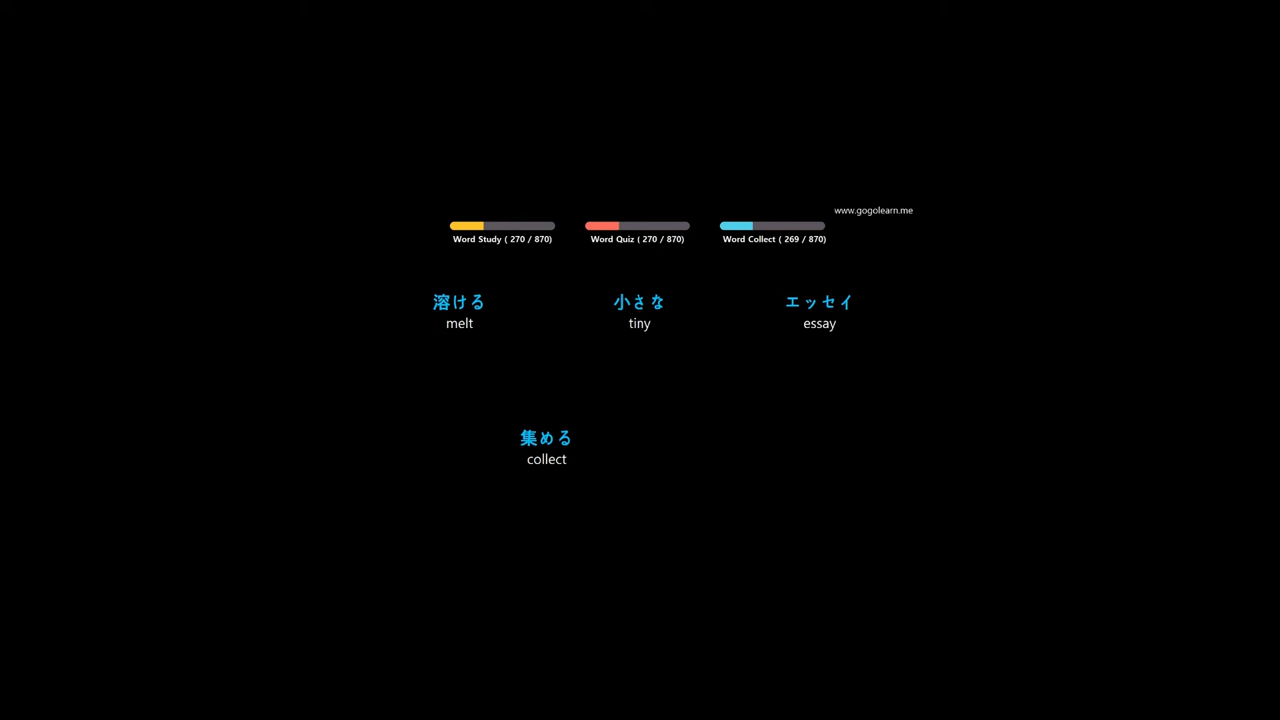 www.gogolearn.me
Word Study ( 270 / 870)
Word Quiz ( 270 / 870)
Word Collect ( 269 / 870)
溶ける
melt
小さな
tiny
エッセイ
essay
集める
collect